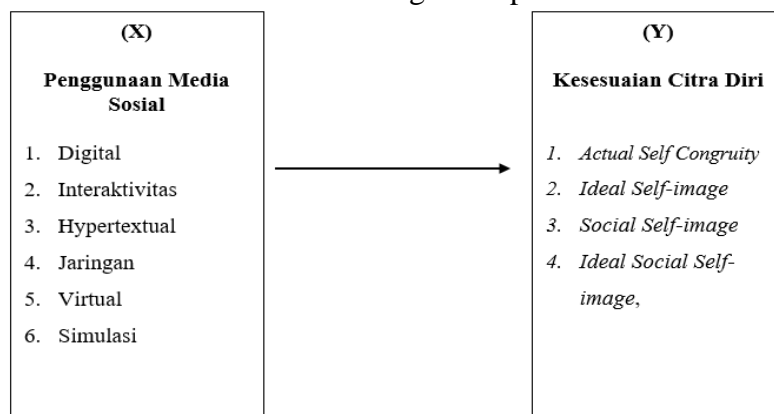 (X)
Penggunaan Media
Sosial
1. Digital
2. Interaktivitas
3. Hypertextual
4. Jaringan
5. Virtual
6. Simulasi
(Y)
Kesesuaian Citra Diri
1. Actual Self Congruity
2. Ideal Self-image
3. Social Self-image
4. Ideal Social Self-
image,